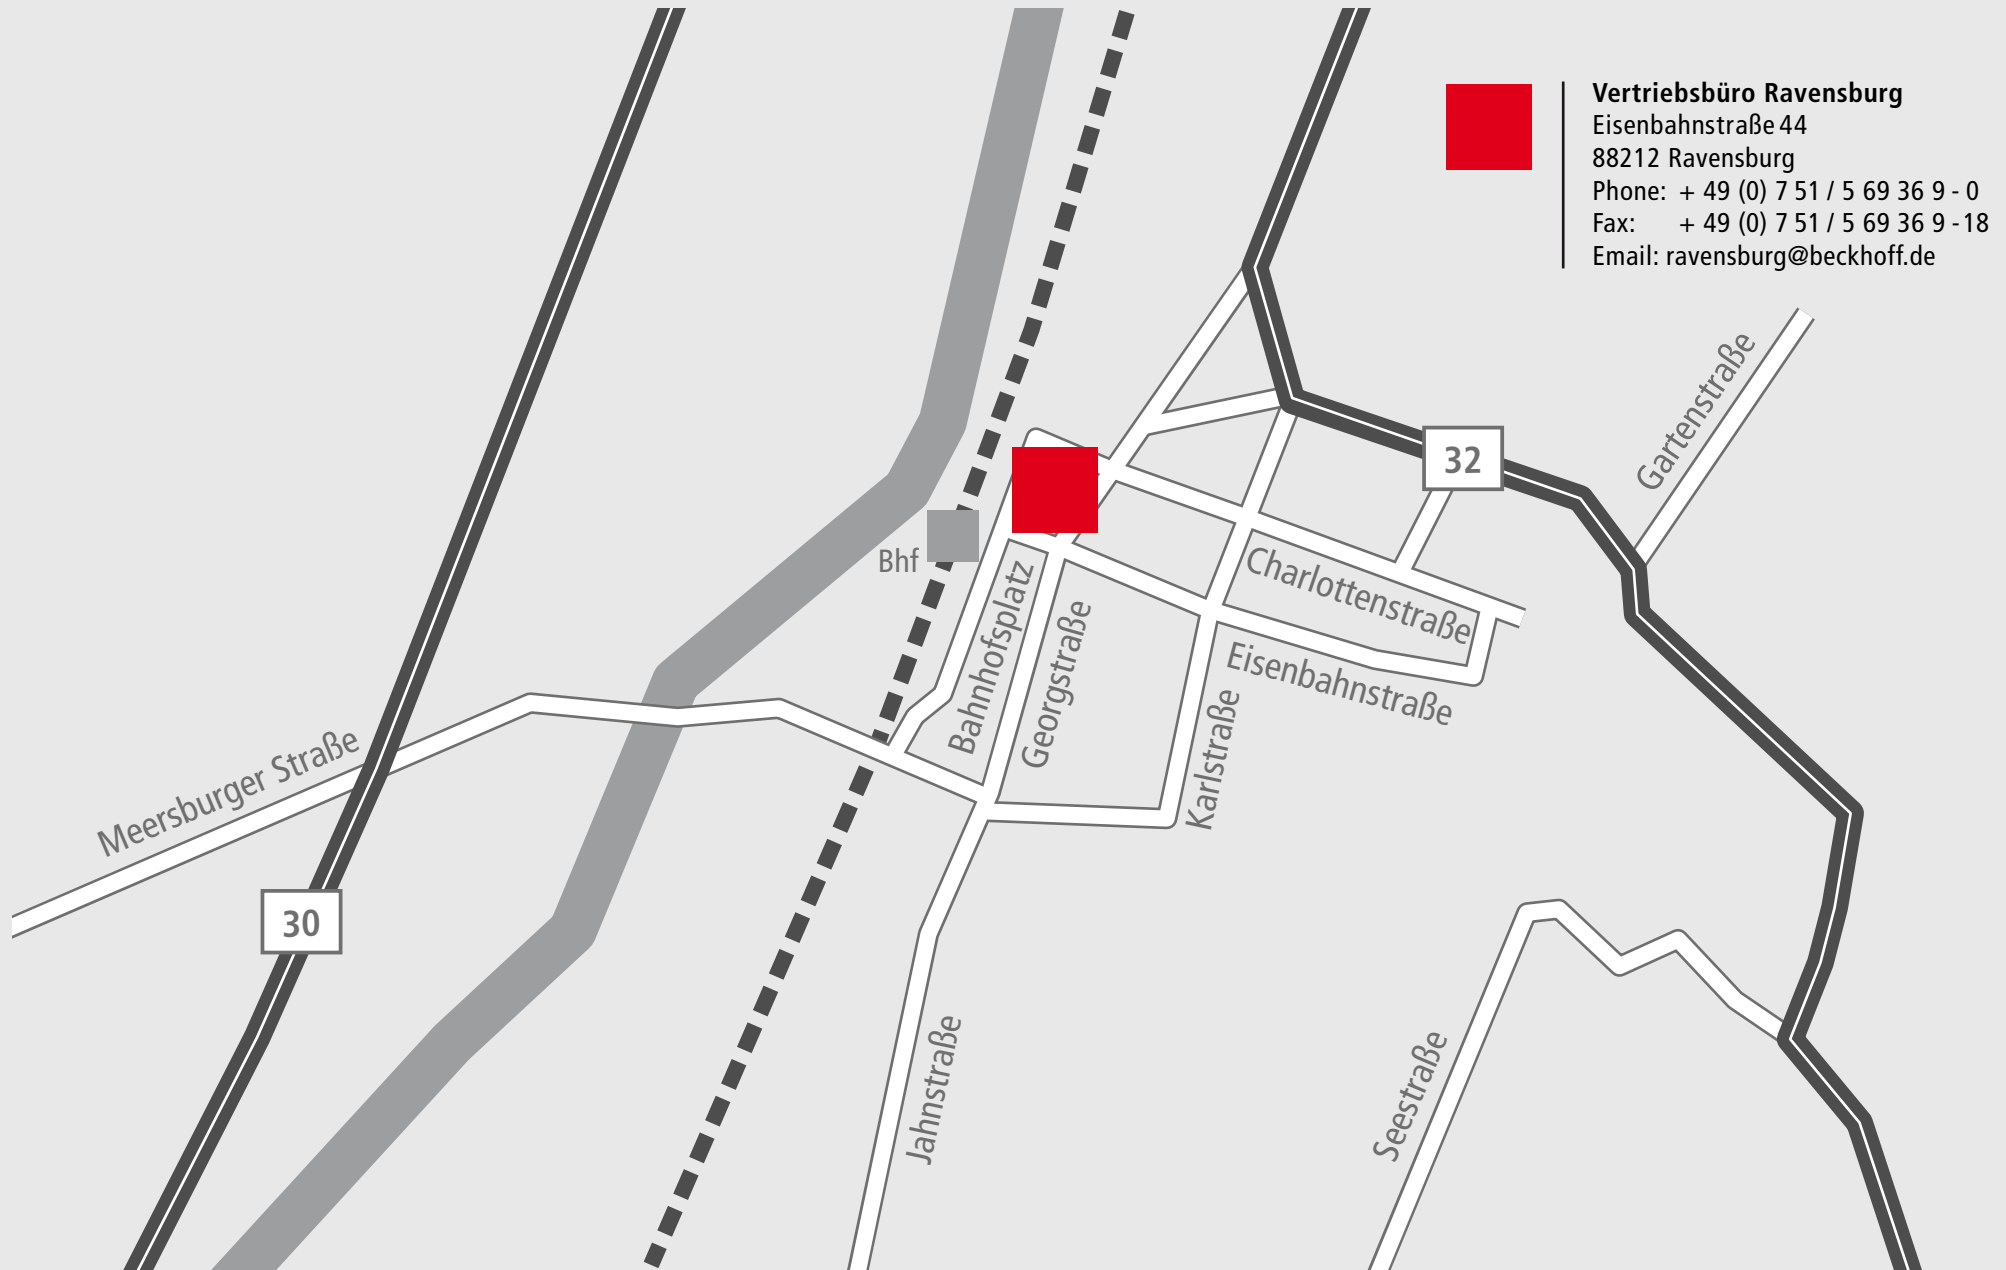 Vertriebsbüro Ravensburg
Eisenbahnstraße 44
88212 Ravensburg
Phone: + 49 (0) 7 51 / 5 69 36 9 - 0
Fax: + 49 (0) 7 51 / 5 69 36 9 - 18
Email: ravensburg@beckhoff.de
Gartenstraße
32
Bhf
Charlottenstraße
Bahnhofsplatz
Georgstraße
Eisenbahnstraße
Karlstraße
Meersburger Straße
30
Jahnstraße
Seestraße